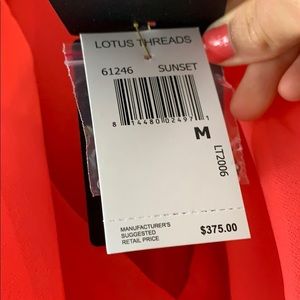 LOTUS THREADS
61246 SUNSET
8 14480 02497 1
M
LT2006
MANUFACTURER'S
SUGGESTED
RETAIL PRICE
$375.00